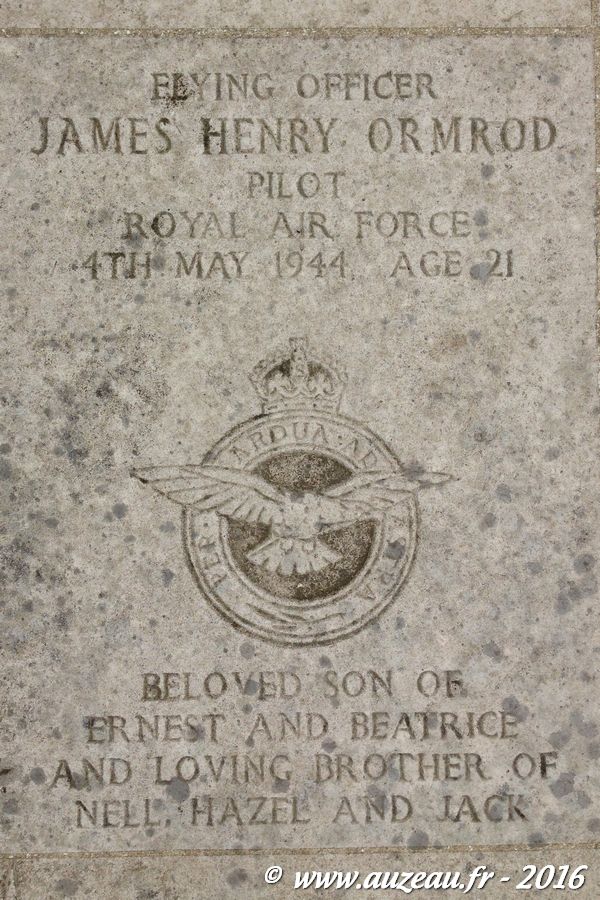 FLYING OFFICER
JAMES HENRY ORMROD
PILOT
ROYAL AIR FORCE
4TH MAY 1944 AGE 21
PER · ARDUA · AD ASTRA
BELOVED SON OF
ERNEST AND BEATRICE
AND LOVING BROTHER OF
NELL, HAZEL AND JACK
© www.auzeau.fr - 2016